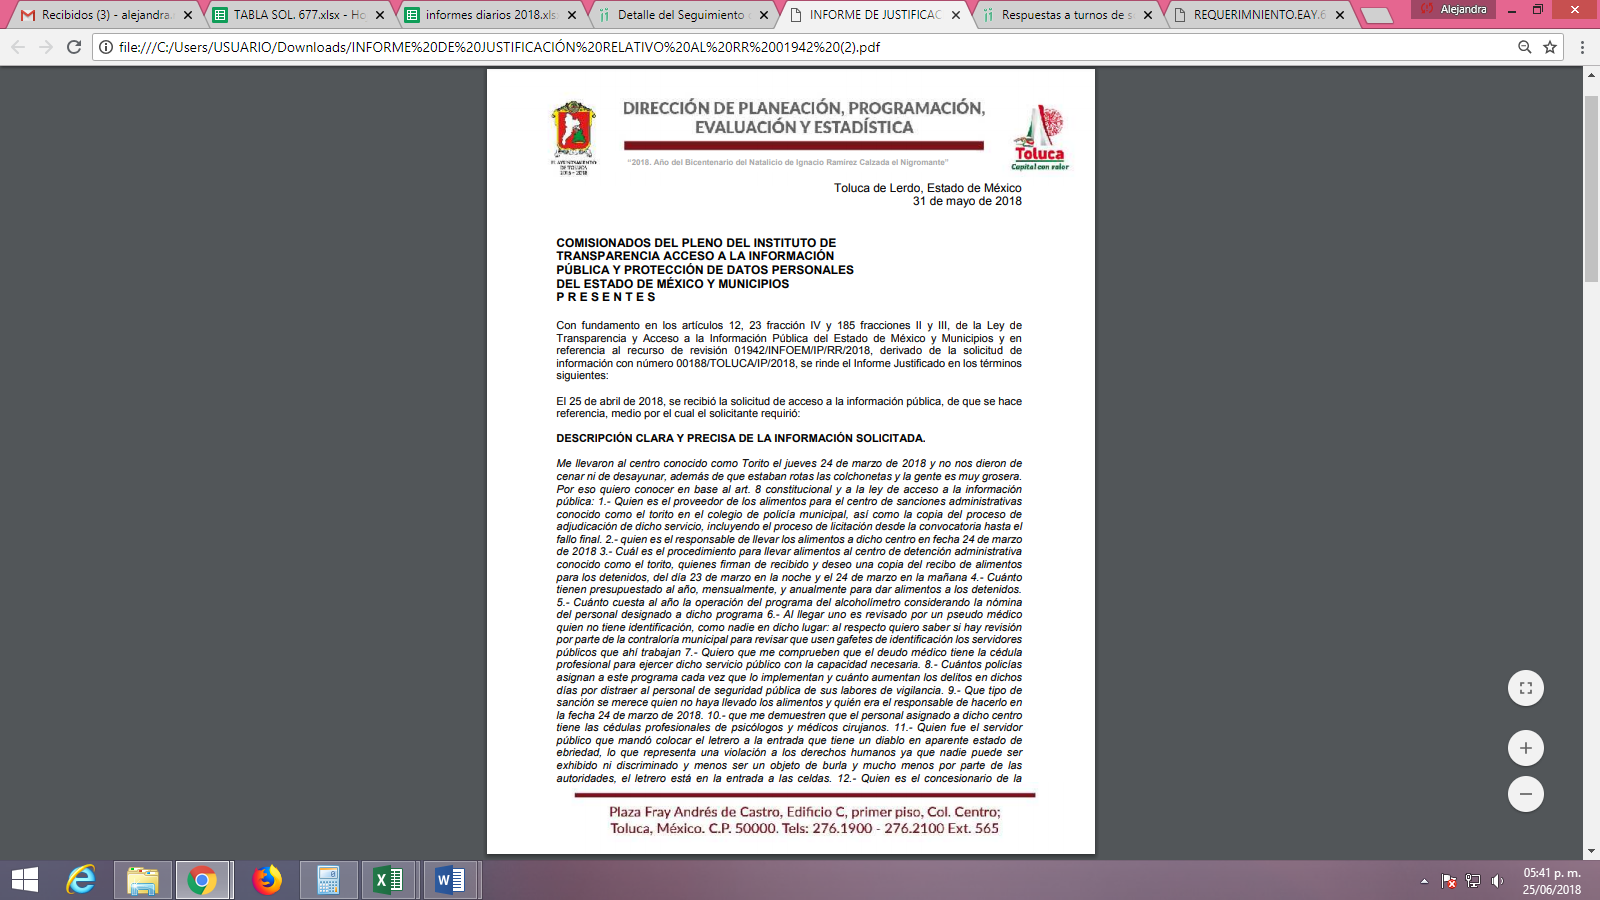 Recibidos (3) - alejandra.
TABLA SOL. 677.xlsx - Ho
informes diarios 2018.xls
Detalle del Seguimiento
INFORME DE JUSTIFICAC
Respuestas a turnos de s
REQUERIMNIENTO.EAY.6
Alejandra
file:///C:/Users/USUARIO/Downloads/INFORME%20DE%20JUSTIFICACIÓN%20RELATIVO%20AL%20RR%2001942%20(2).pdf
DIRECCIÓN DE PLANEACIÓN, PROGRAMACIÓN,
EVALUACIÓN Y ESTADÍSTICA
"2018. Año del Bicentenario del Natalicio de Ignacio Ramírez Calzada el Nigromante"
Toluca
Capital con valor
Toluca de Lerdo, Estado de México
31 de mayo de 2018
COMISIONADOS DEL PLENO DEL INSTITUTO DE
TRANSPARENCIA ACCESO A LA INFORMACIÓN
PÚBLICA Y PROTECCIÓN DE DATOS PERSONALES
DEL ESTADO DE MÉXICO Y MUNICIPIOS
P R E S E N T E S
Con fundamento en los artículos 12, 23 fracción IV y 185 fracciones II y III, de la Ley de
Transparencia y Acceso a la Información Pública del Estado de México y Municipios y en
referencia al recurso de revisión 01942/INFOEM/IP/RR/2018, derivado de la solicitud de
información con número 00188/TOLUCA/IP/2018, se rinde el Informe Justificado en los términos
siguientes:
El 25 de abril de 2018, se recibió la solicitud de acceso a la información pública, de que se hace
referencia, medio por el cual el solicitante requirió:
DESCRIPCIÓN CLARA Y PRECISA DE LA INFORMACIÓN SOLICITADA.
Me llevaron al centro conocido como Torito el jueves 24 de marzo de 2018 y no nos dieron de
cenar ni de desayunar, además de que estaban rotas las colchonetas y la gente es muy grosera.
Por eso quiero conocer en base al art. 8 constitucional y a la ley de acceso a la información
pública: 1.- Quien es el proveedor de los alimentos para el centro de sanciones administrativas
conocido como el torito en el colegio de policía municipal, así como la copia del proceso de
adjudicación de dicho servicio, incluyendo el proceso de licitación desde la convocatoria hasta el
fallo final. 2.- quien es el responsable de llevar los alimentos a dicho centro en fecha 24 de marzo
de 2018 3.- Cuál es el procedimiento para llevar alimentos al centro de detención administrativa
conocido como el torito, quienes firman de recibido y deseo una copia del recibo de alimentos
para los detenidos, del día 23 de marzo en la noche y el 24 de marzo en la mañana 4.- Cuánto
tienen presupuestado al año, mensualmente, y anualmente para dar alimentos a los detenidos.
5.- Cuánto cuesta al año la operación del programa del alcoholímetro considerando la nómina
del personal designado a dicho programa 6.- Al llegar uno es revisado por un pseudo médico
quien no tiene identificación, como nadie en dicho lugar: al respecto quiero saber si hay revisión
por parte de la contraloría municipal para revisar que usen gafetes de identificación los servidores
públicos que ahí trabajan 7.- Quiero que me comprueben que el deudo médico tiene la cédula
profesional para ejercer dicho servicio público con la capacidad necesaria. 8.- Cuántos policías
asignan a este programa cada vez que lo implementan y cuánto aumentan los delitos en dichos
días por distraer al personal de seguridad pública de sus labores de vigilancia. 9.- Que tipo de
sanción se merece quien no haya llevado los alimentos y quién era el responsable de hacerlo en
la fecha 24 de marzo de 2018. 10.- que me demuestren que el personal asignado a dicho centro
tiene las cédulas profesionales de psicólogos y médicos cirujanos. 11.- Quien fue el servidor
público que mandó colocar el letrero a la entrada que tiene un diablo en aparente estado de
ebriedad, lo que representa una violación a los derechos humanos ya que nadie puede ser
exhibido ni discriminado y menos ser un objeto de burla y mucho menos por parte de las
autoridades, el letrero está en la entrada a las celdas. 12.- Quien es el concesionario de la
Plaza Fray Andrés de Castro, Edificio C, primer piso, Col. Centro;
Toluca, México. C.P. 50000. Tels: 276.1900 - 276.2100 Ext. 565
05:41 p. m.
25/06/2018